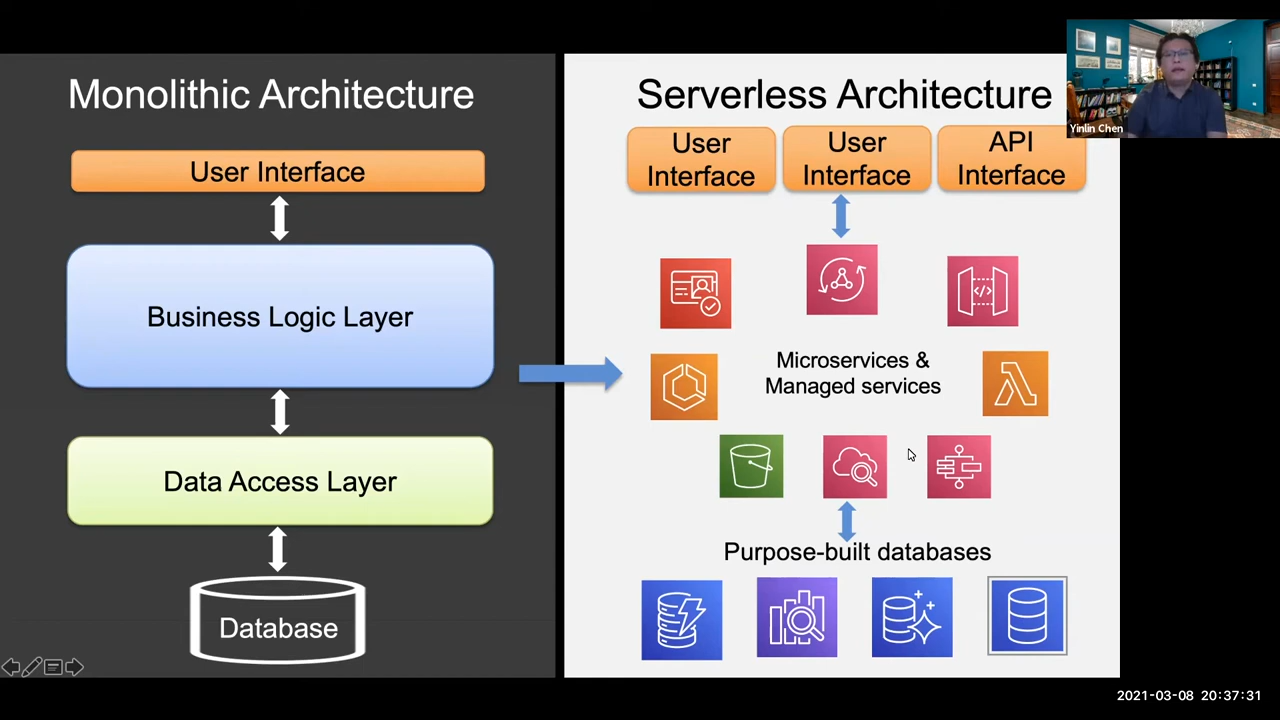 Monolithic Architecture
User Interface
Business Logic Layer
Data Access Layer
Database
Serverless Architecture
User
Interface
User
Interface
API
Interface
Microservices &
Managed services
Purpose-built databases
Yinlin Chen
2021-03-08 20:37:31